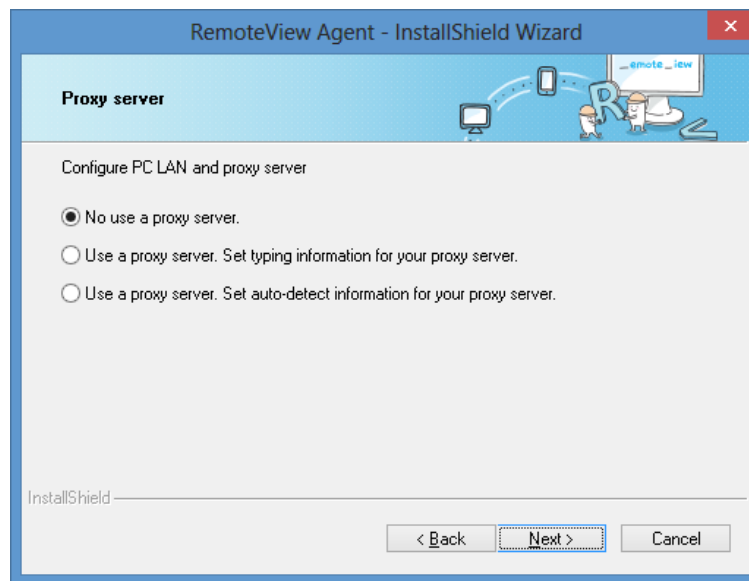 RemoteView Agent - InstallShield Wizard
_emote_iew
R
V
Proxy server
Configure PC LAN and proxy server
No use a proxy server.
Use a proxy server. Set typing information for your proxy server.
Use a proxy server. Set auto-detect information for your proxy server.
InstallShield
< Back
Next >
Cancel